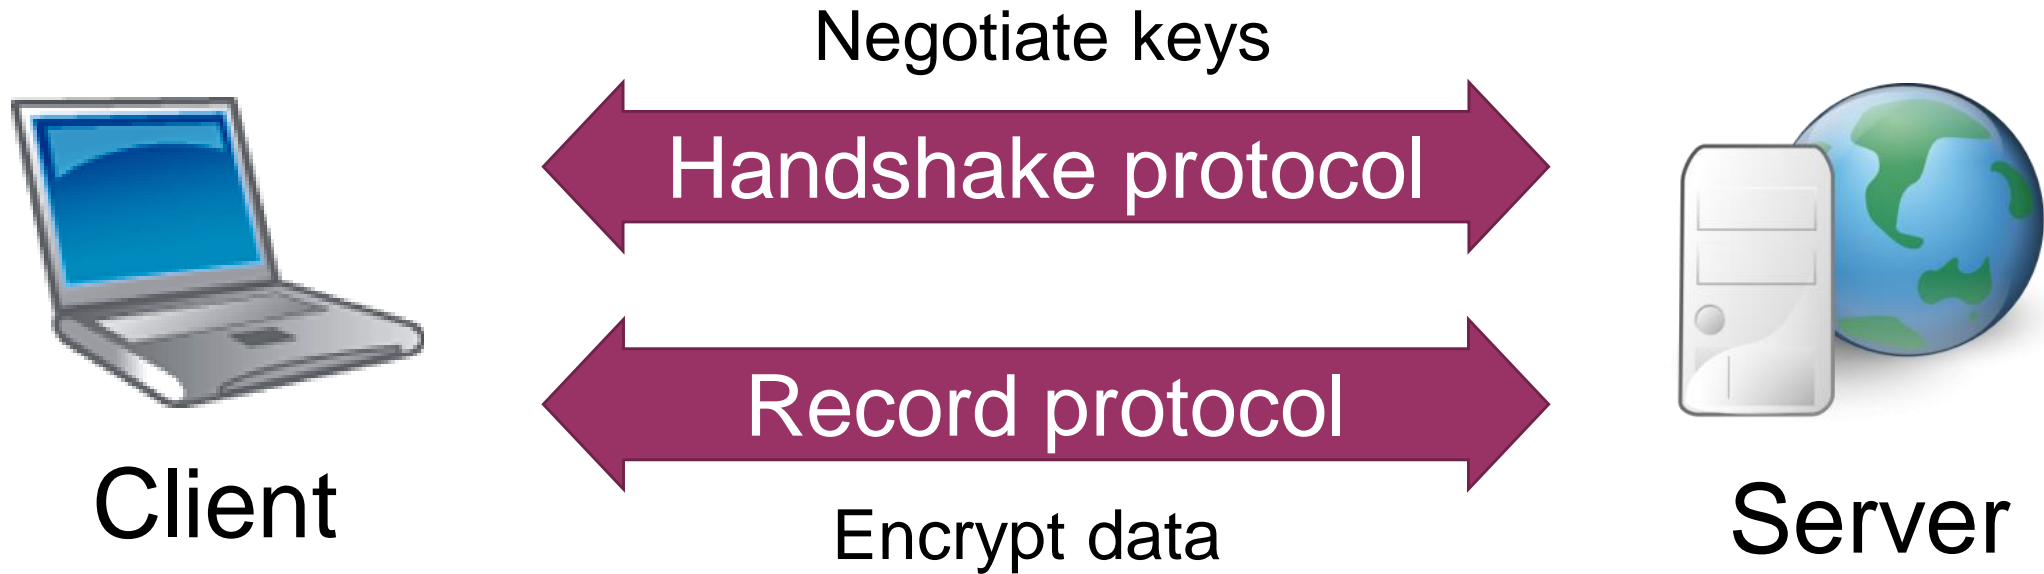 Negotiate keys
Handshake protocol
Record protocol
Encrypt data
Client
Server